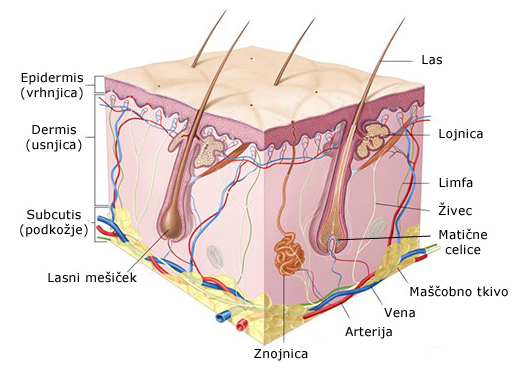 Las
Epidermis
(vrhnjica)
Dermis
(usnjica)
Lojnica
Limfa
Živec
Subcutis
(podkožje)
Matične
celice
Lasni mešiček
Maščobno tkivo
Vena
Arterija
Znojnica